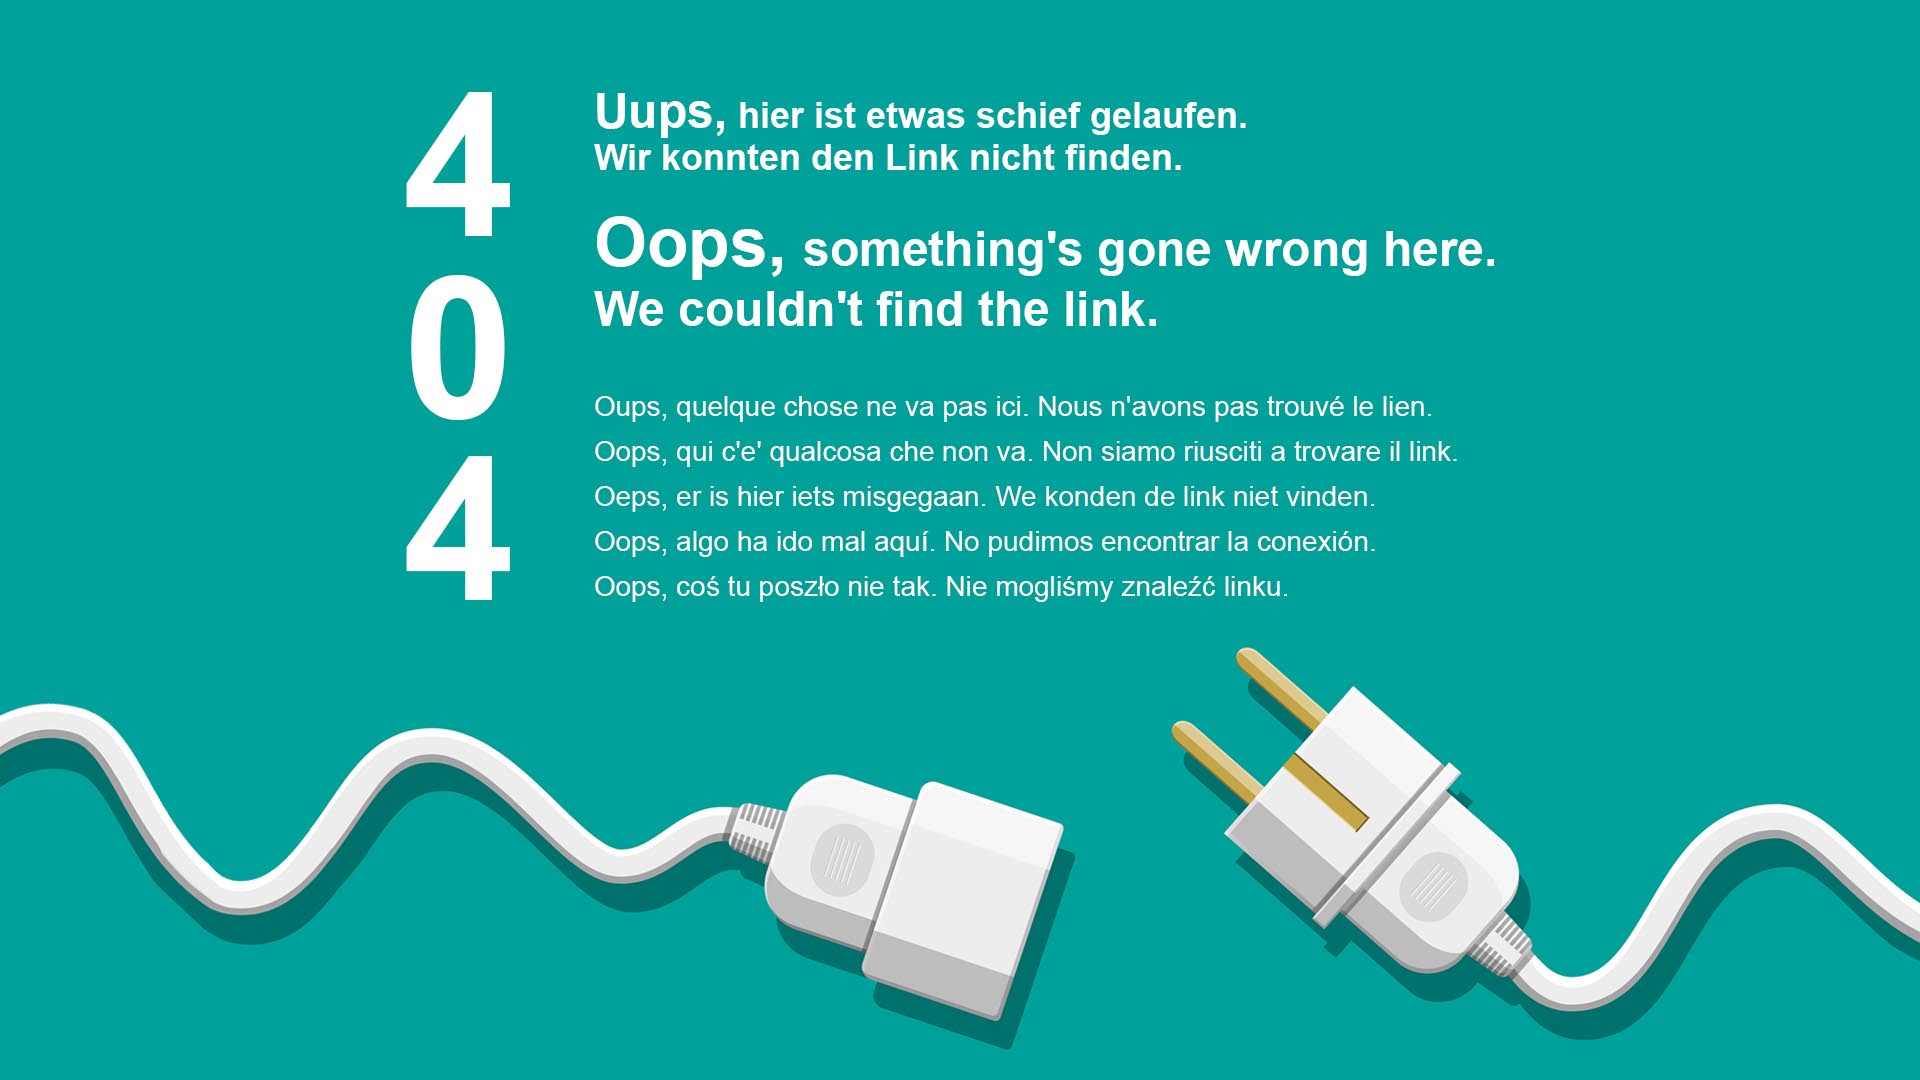 4
0
4
Uups, hier ist etwas schief gelaufen.
Wir konnten den Link nicht finden.
Oops, something's gone wrong here.
We couldn't find the link.
Oups, quelque chose ne va pas ici. Nous n'avons pas trouvé le lien.
Oops, qui c'e' qualcosa che non va. Non siamo riusciti a trovare il link.
Oeps, er is hier iets misgegaan. We konden de link niet vinden.
Oops, algo ha ido mal aquí. No pudimos encontrar la conexión.
Oops, coś tu poszło nie tak. Nie mogliśmy znaleźć linku.